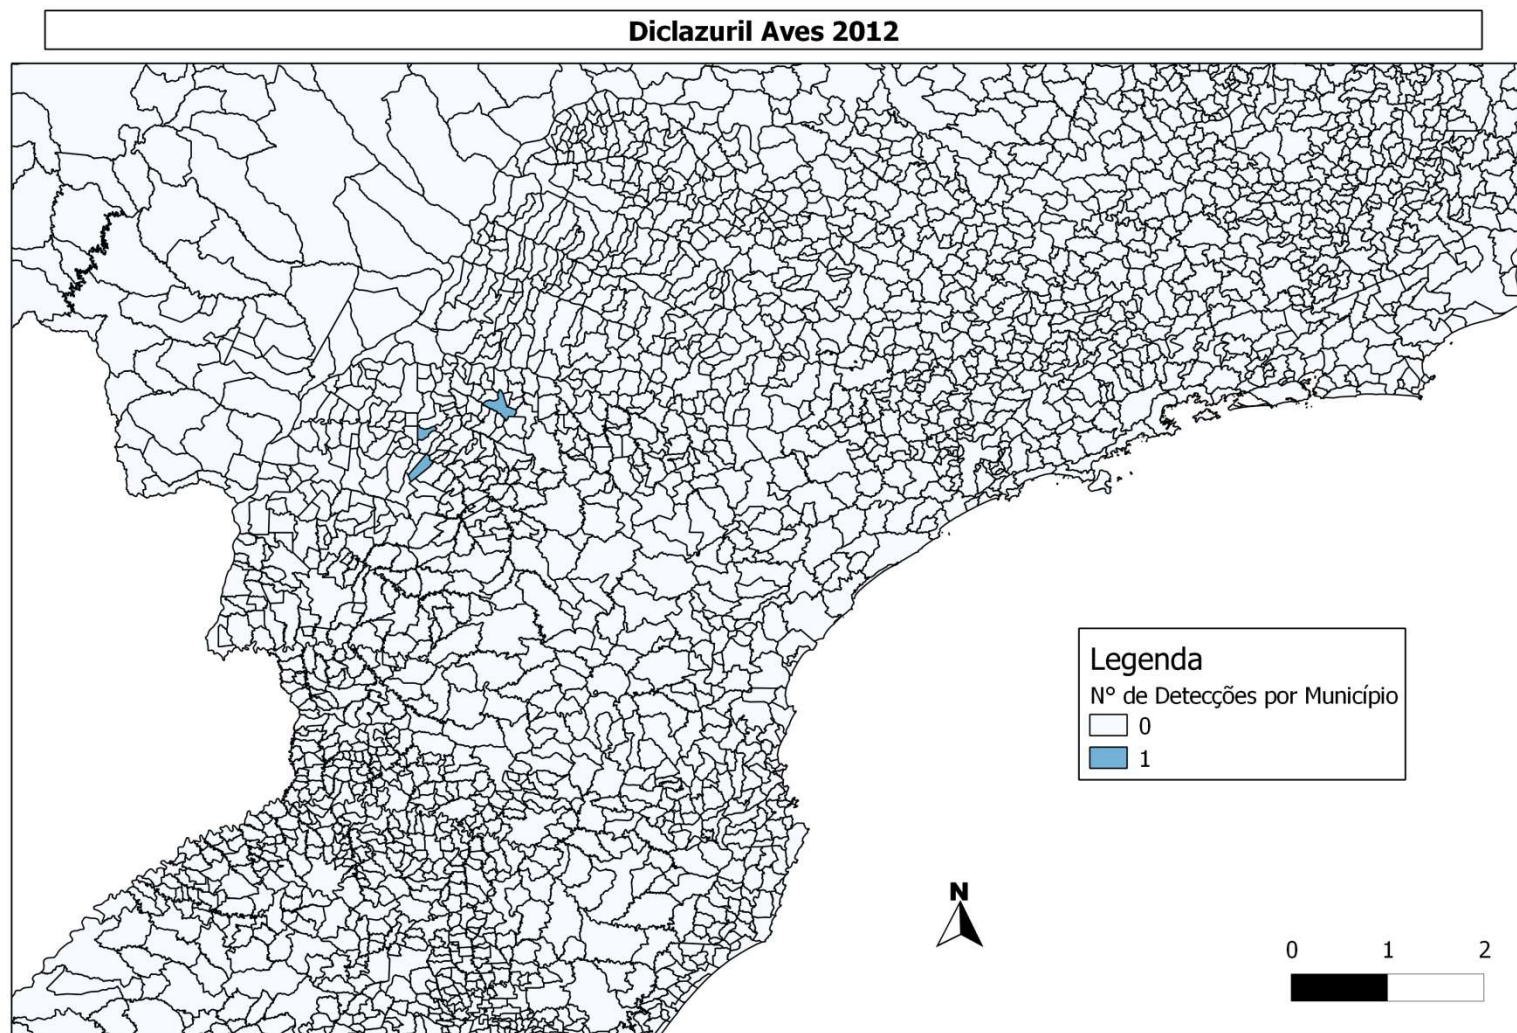 Diclazuril Aves 2012
Legenda
N° de Detecções por Município
0
1
N
0 1 2